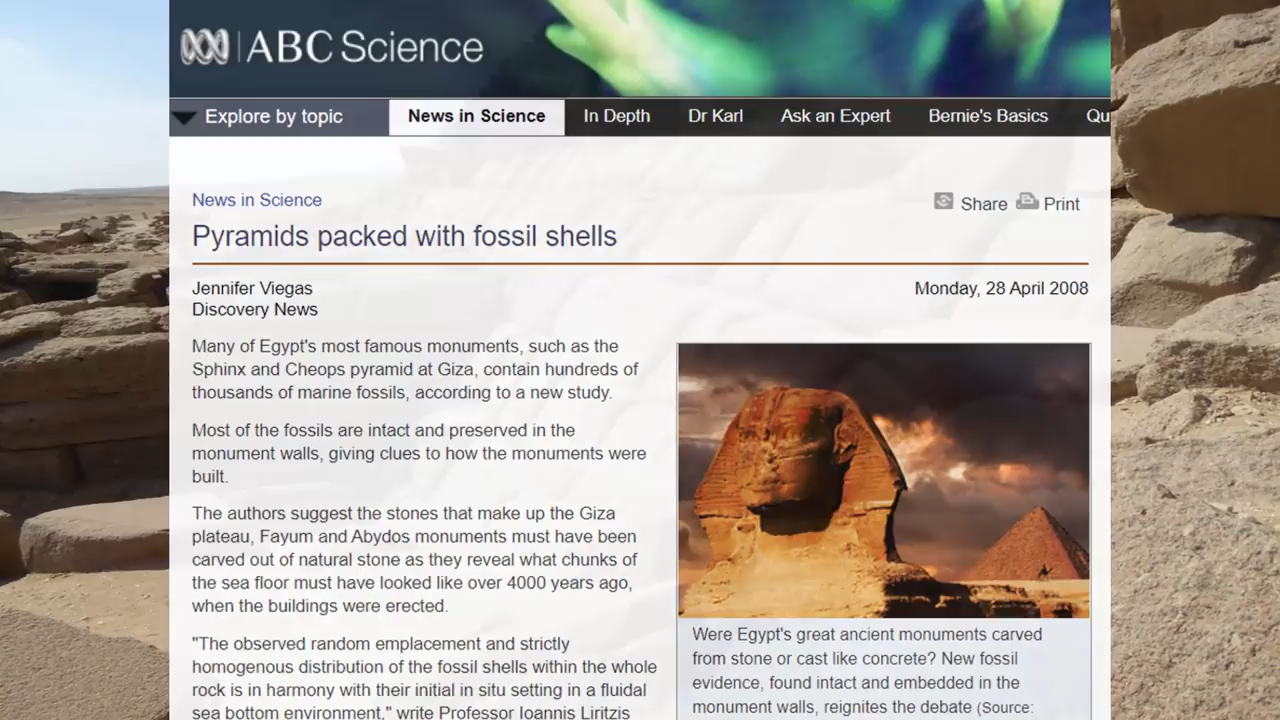 ABC Science
Explore by topic
News in Science
In Depth
Dr Karl
Ask an Expert
Bernie's Basics
Qu
News in Science
Share
Print
Pyramids packed with fossil shells
Jennifer Viegas
Discovery News
Monday, 28 April 2008
Many of Egypt's most famous monuments, such as the
Sphinx and Cheops pyramid at Giza, contain hundreds of
thousands of marine fossils, according to a new study.
Most of the fossils are intact and preserved in the
monument walls, giving clues to how the monuments were
built.
The authors suggest the stones that make up the Giza
plateau, Fayum and Abydos monuments must have been
carved out of natural stone as they reveal what chunks of
the sea floor must have looked like over 4000 years ago,
when the buildings were erected.
"The observed random emplacement and strictly
homogenous distribution of the fossil shells within the whole
rock is in harmony with their initial in situ setting in a fluidal
sea bottom environment," write Professor Ioannis Liritzis
Were Egypt's great ancient monuments carved
from stone or cast like concrete? New fossil
evidence, found intact and embedded in the
monument walls, reignites the debate (Source: